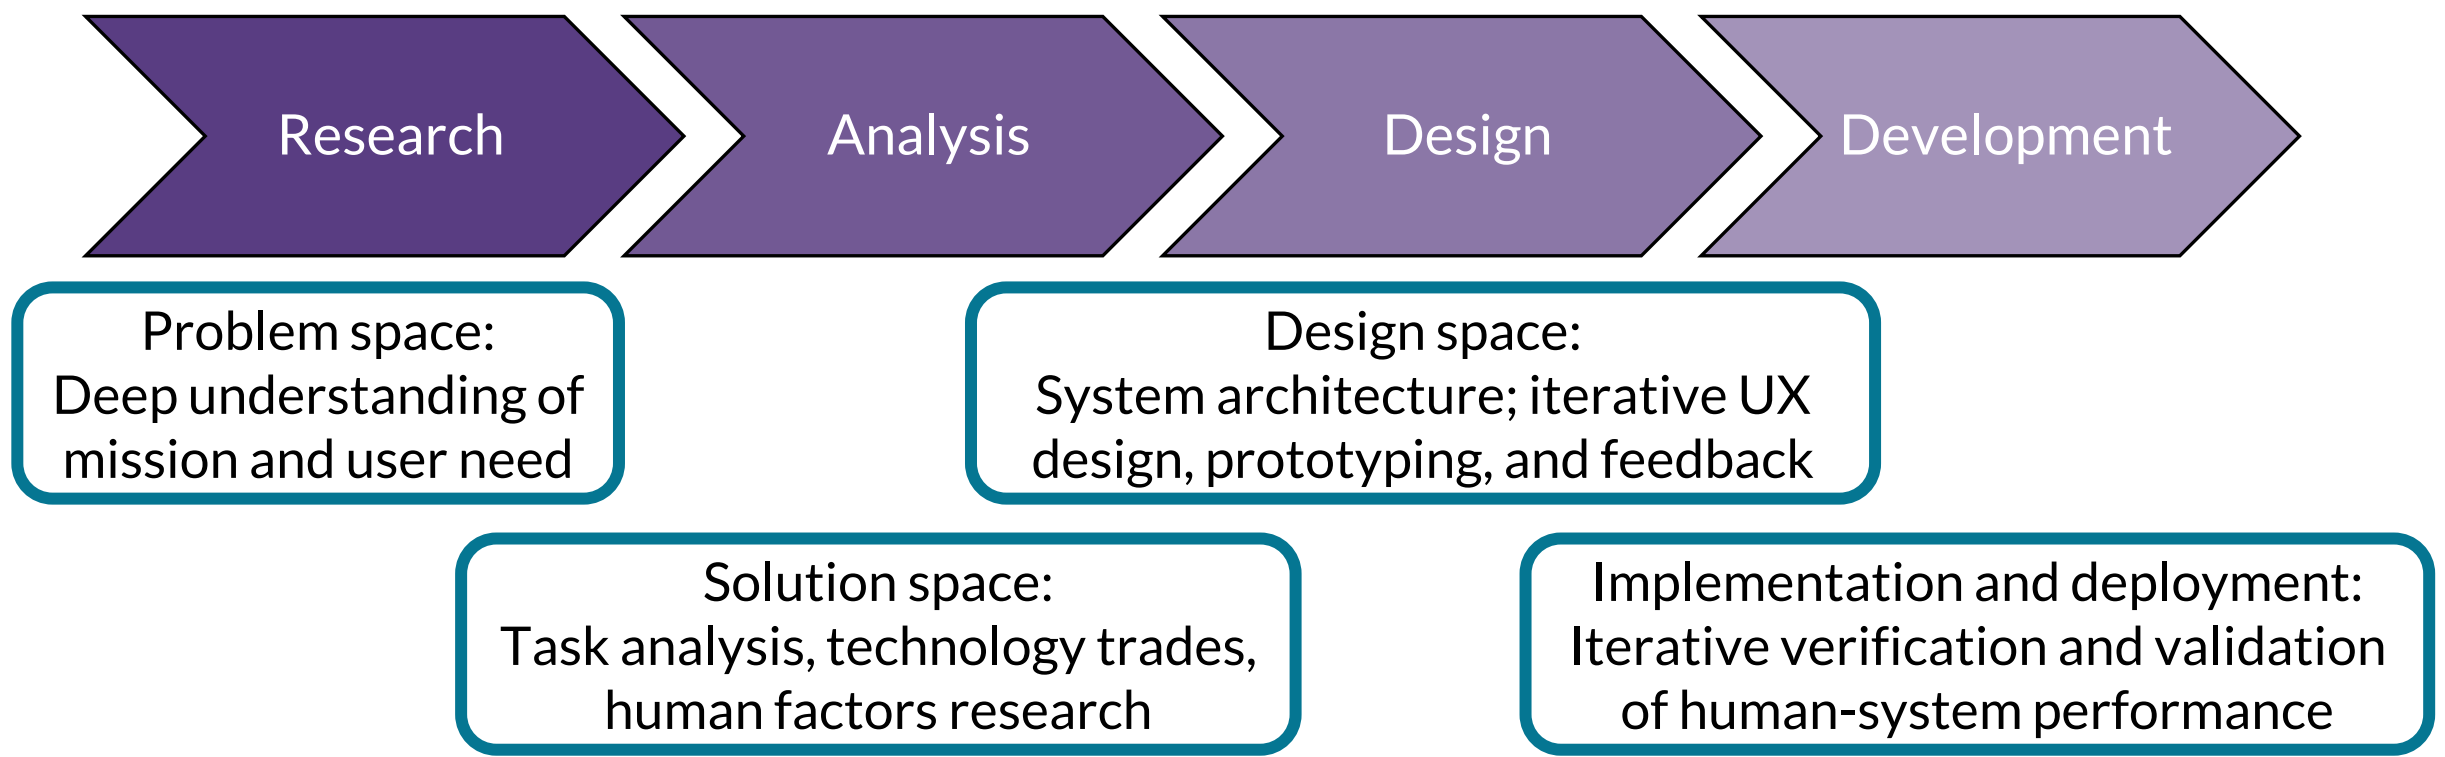 Research
Analysis
Design
Development
Problem space:
Deep understanding of
mission and user need
Design space:
System architecture; iterative UX
design, prototyping, and feedback
Solution space:
Task analysis, technology trades,
human factors research
Implementation and deployment:
Iterative verification and validation
of human-system performance